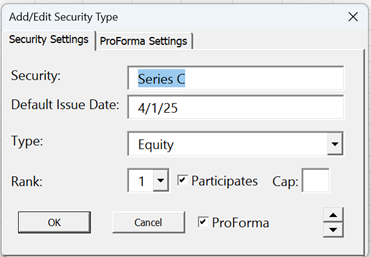 Add/Edit Security Type
Security Settings ProForma Settings
Security: Series C
Default Issue Date: 4/1/25
Type: Equity
Rank: 1 Participates Cap:
OK Cancel ProForma